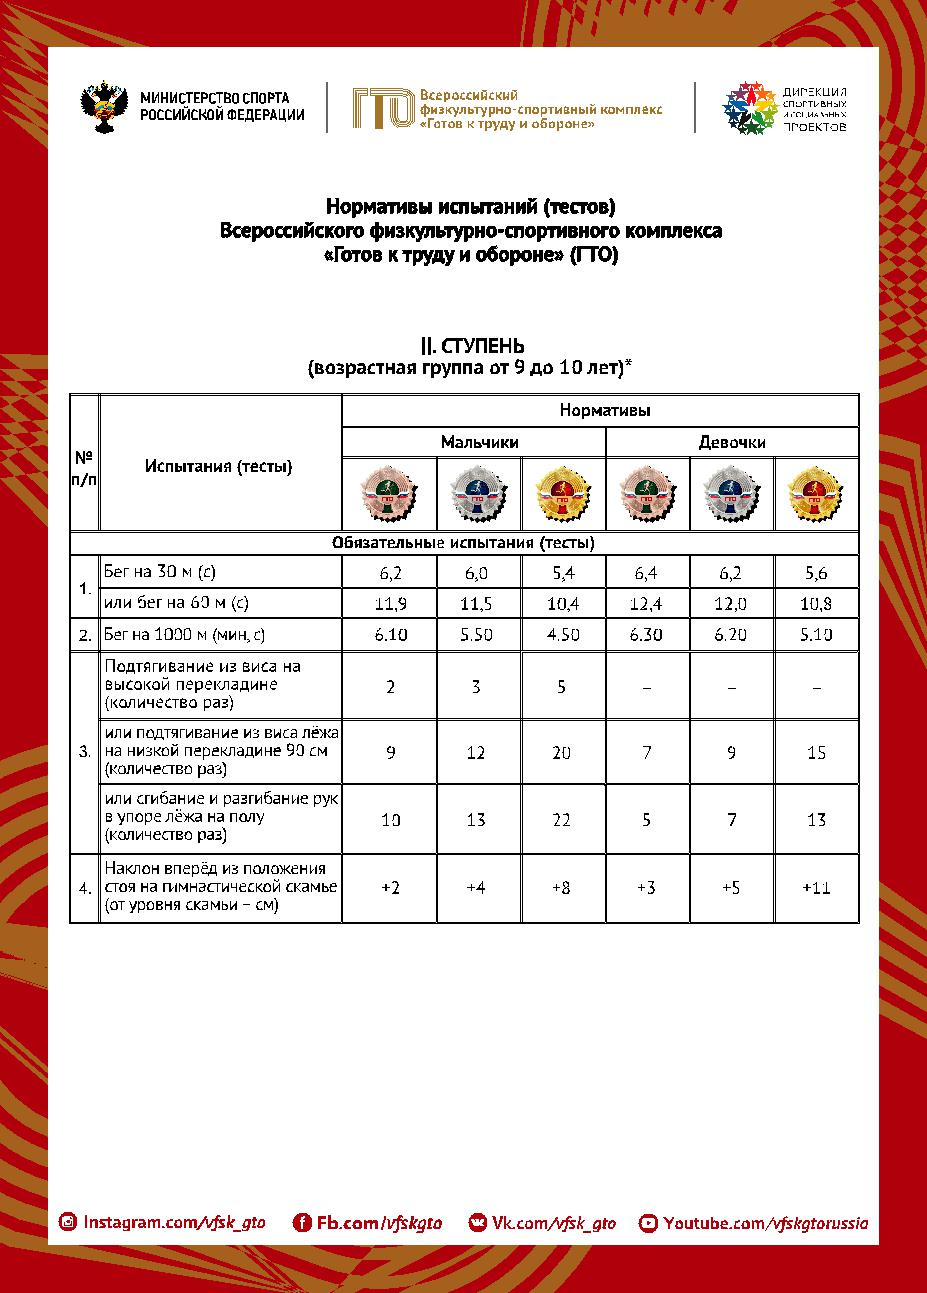 МИНИСТЕРСТВО СПОРТА
РОССИЙСКОЙ ФЕДЕРАЦИИ
ГТО
Всероссийский
физкультурно-спортивный комплекс
«Готов к труду и обороне»
ДИРЕКЦИЯ
СПОРТИВНЫХ
И СОЦИАЛЬНЫХ
ПРОЕКТОВ
Нормативы испытаний (тестов)
Всероссийского физкультурно-спортивного комплекса
«Готов к труду и обороне» (ГТО)
II. СТУПЕНЬ
(возрастная группа от 9 до 10 лет)*
№
п/п
Испытания (тесты)
Нормативы
Мальчики Девочки
ГТО ГТО ГТО ГТО ГТО ГТО
Обязательные испытания (тесты)
1.
Бег на 30 м (с) 6,2 6,0 5,4 6,4 6,2 5,6
или бег на 60 м (с) 11,9 11,5 10,4 12,4 12,0 10,8
2. Бег на 1000 м (мин, с) 6.10 5.50 4.50 6.30 6.20 5.10
3.
Подтягивание из виса на
высокой перекладине
(количество раз)
2 3 5 – – –
или подтягивание из виса лёжа
на низкой перекладине 90 см
(количество раз)
9 12 20 7 9 15
или сгибание и разгибание рук
в упоре лёжа на полу
(количество раз)
10 13 22 5 7 13
4.
Наклон вперёд из положения
стоя на гимнастической скамье
(от уровня скамьи – см)
+2 +4 +8 +3 +5 +11
Instagram.com/vfsk_gto Fb.com/vfskgto Vk.com/vfsk_gto Youtube.com/vfskgtorussia